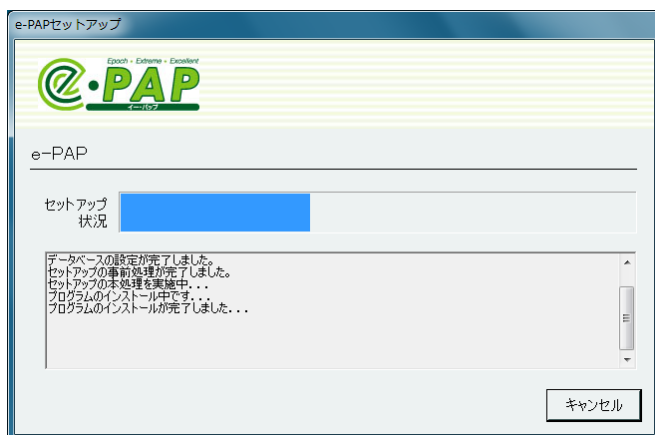 e-PAPセットアップ
Epoch・Extreme・Excellent
e・PAP
イー・パップ
e-PAP
セットアップ
状況
データベースの設定が完了しました。
セットアップの事前処理が完了しました。
セットアップの本処理を実施中...
プログラムのインストール中です...
プログラムのインストールが完了しました...
キャンセル